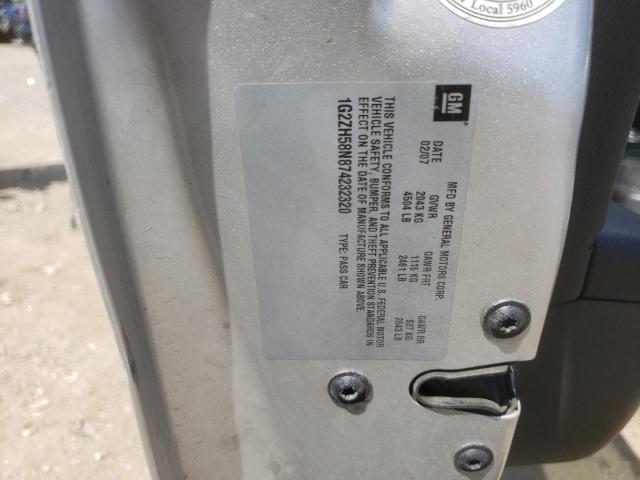 Local 5960
GM
MFD BY GENERAL MOTORS CORP.
DATE GVWR GAWR FRT GAWR RR
02/07 2043 KG 1116 KG 927 KG
4504 LB 2461 LB 2043 LB
THIS VEHICLE CONFORMS TO ALL APPLICABLE U.S. FEDERAL MOTOR
VEHICLE SAFETY, BUMPER, AND THEFT PREVENTION STANDARDS IN
EFFECT ON THE DATE OF MANUFACTURE SHOWN ABOVE.
1G2ZH58N874232320 TYPE: PASS CAR